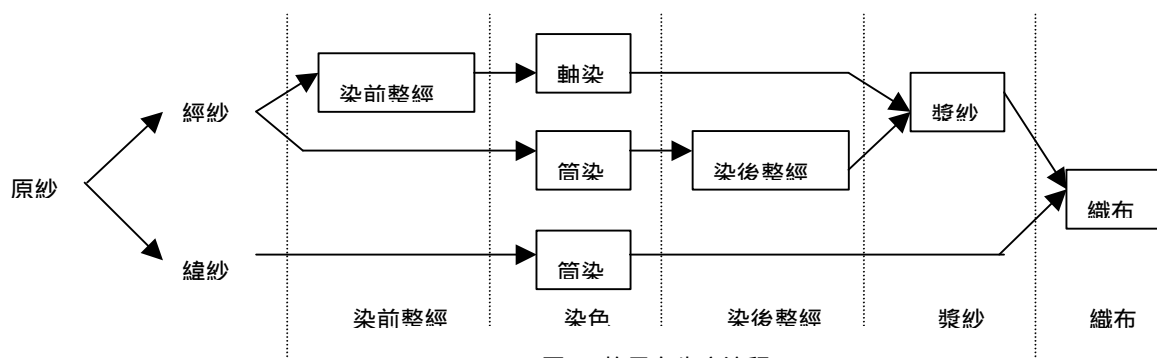 軸染
染前整經
漿紗
經紗
筒染
染後整經
原紗
織布
緯紗
筒染
染前整經 染色 染後整經 漿紗 織布